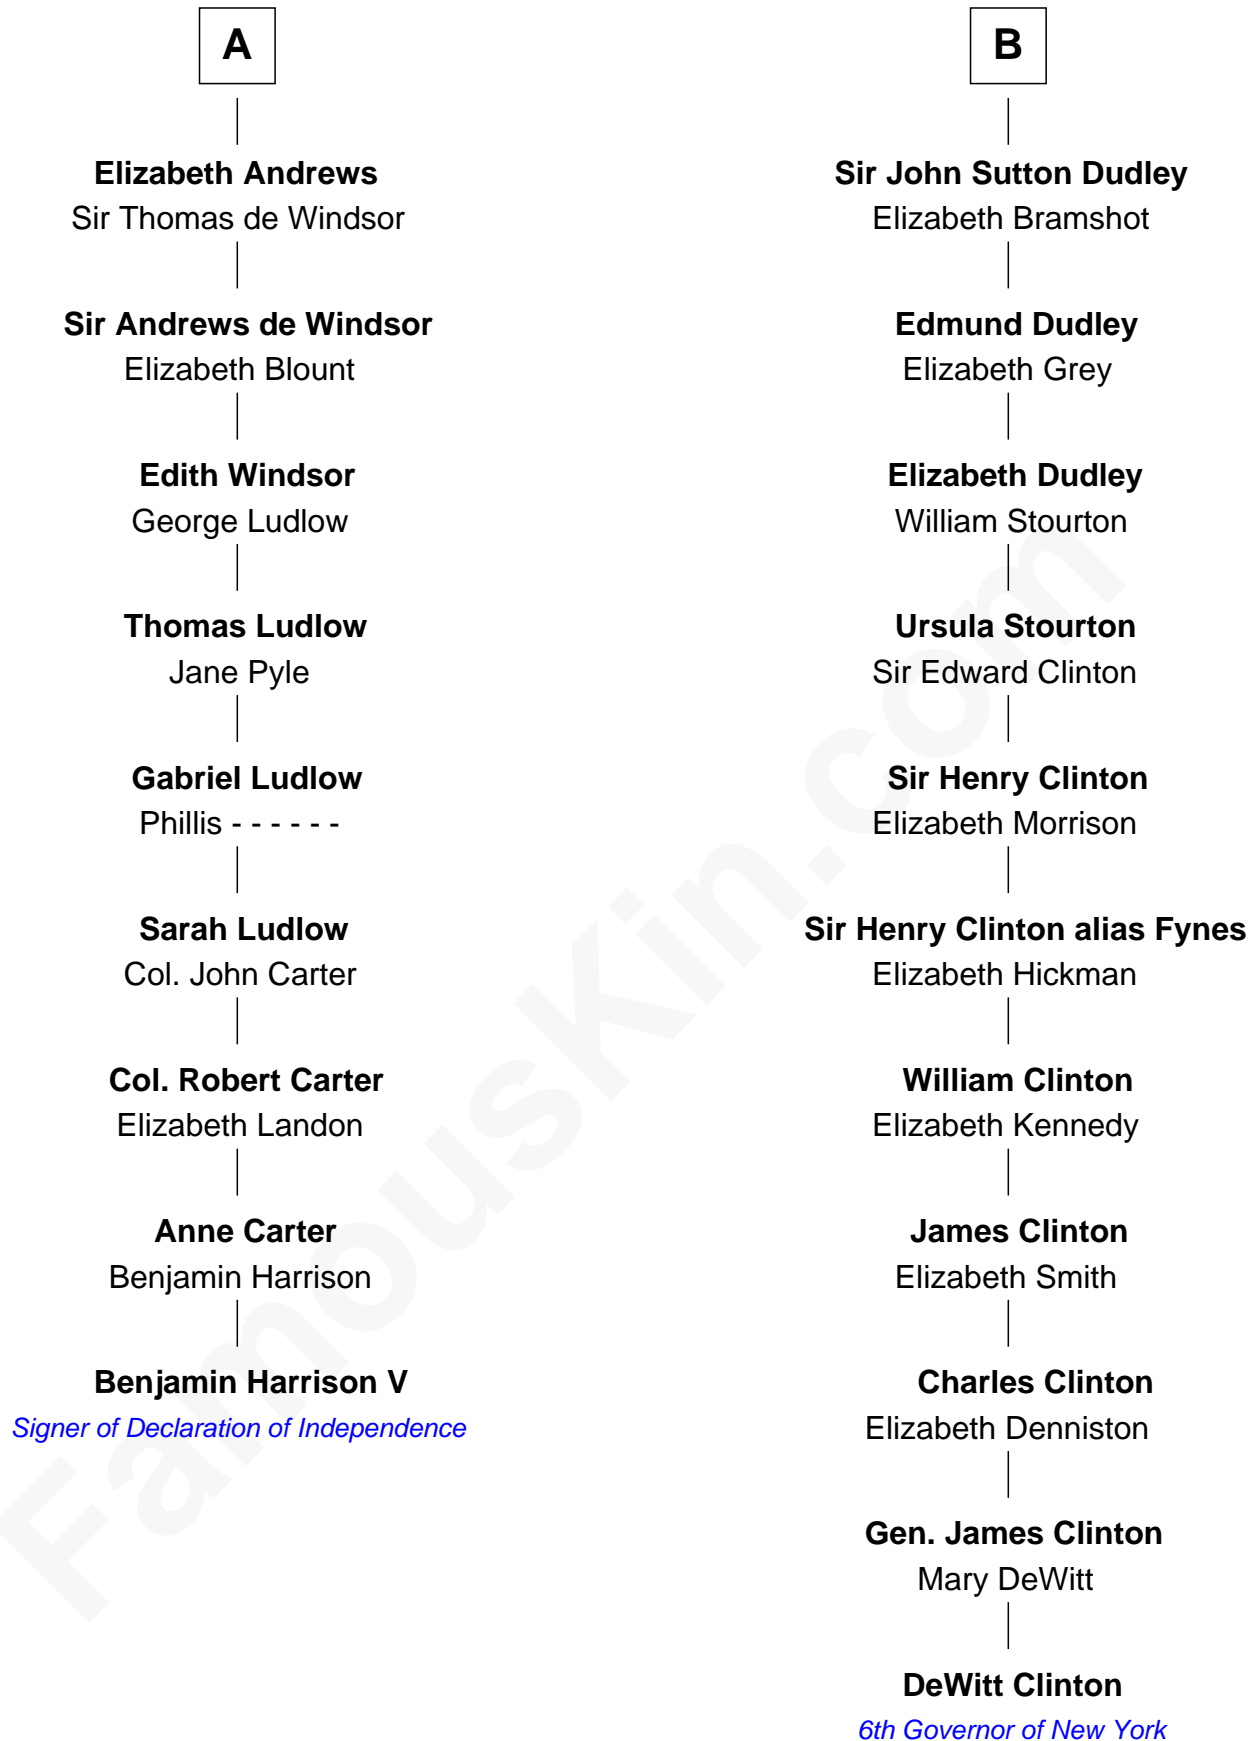 A
Elizabeth Andrews
Sir Thomas de Windsor
Sir Andrews de Windsor
Elizabeth Blount
Edith Windsor
George Ludlow
Thomas Ludlow
Jane Pyle
Gabriel Ludlow
Phillis - - - - - -
Sarah Ludlow
Col. John Carter
Col. Robert Carter
Elizabeth Landon
Anne Carter
Benjamin Harrison
Benjamin Harrison V
Signer of Declaration of Independence
B
Sir John Sutton Dudley
Elizabeth Bramshot
Edmund Dudley
Elizabeth Grey
Elizabeth Dudley
William Stourton
Ursula Stourton
Sir Edward Clinton
Sir Henry Clinton
Elizabeth Morrison
Sir Henry Clinton alias Fynes
Elizabeth Hickman
William Clinton
Elizabeth Kennedy
James Clinton
Elizabeth Smith
Charles Clinton
Elizabeth Denniston
Gen. James Clinton
Mary DeWitt
DeWitt Clinton
6th Governor of New York
FamousKin.com